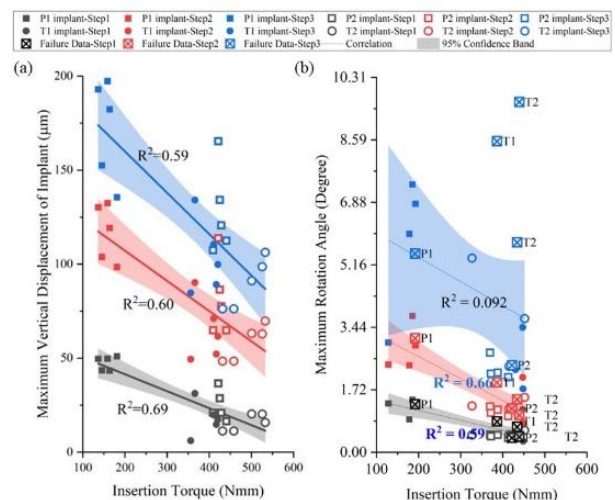 P1 implant-Step1 P1 implant-Step2 P1 implant-Step3 P2 implant-Step1 P2 implant-Step2 P2 implant-Step3
T1 implant-Step1 T1 implant-Step2 T1 implant-Step3 T2 implant-Step1 T2 implant-Step2 T2 implant-Step3
Failure Data-Step1 Failure Data-Step2 Failure Data-Step3 Correlation 95% Confidence Band
(a)
Maximum Vertical Displacement of Implant (μm)
200
150
100
50
0
R²=0.59
R²=0.60
R²=0.69
100 200 300 400 500 600
Insertion Torque (Nmm)
(b)
Maximum Rotation Angle (Degree)
10.31
8.59
6.88
5.16
3.44
1.72
0.00
T2
T1
T2
P1
R² = 0.092
P1
P2
R² = 0.66
T1
P1
T2
P2
T2
T1
T2
R² = 0.59
P2
T2
100 200 300 400 500 600
Insertion Torque (Nmm)